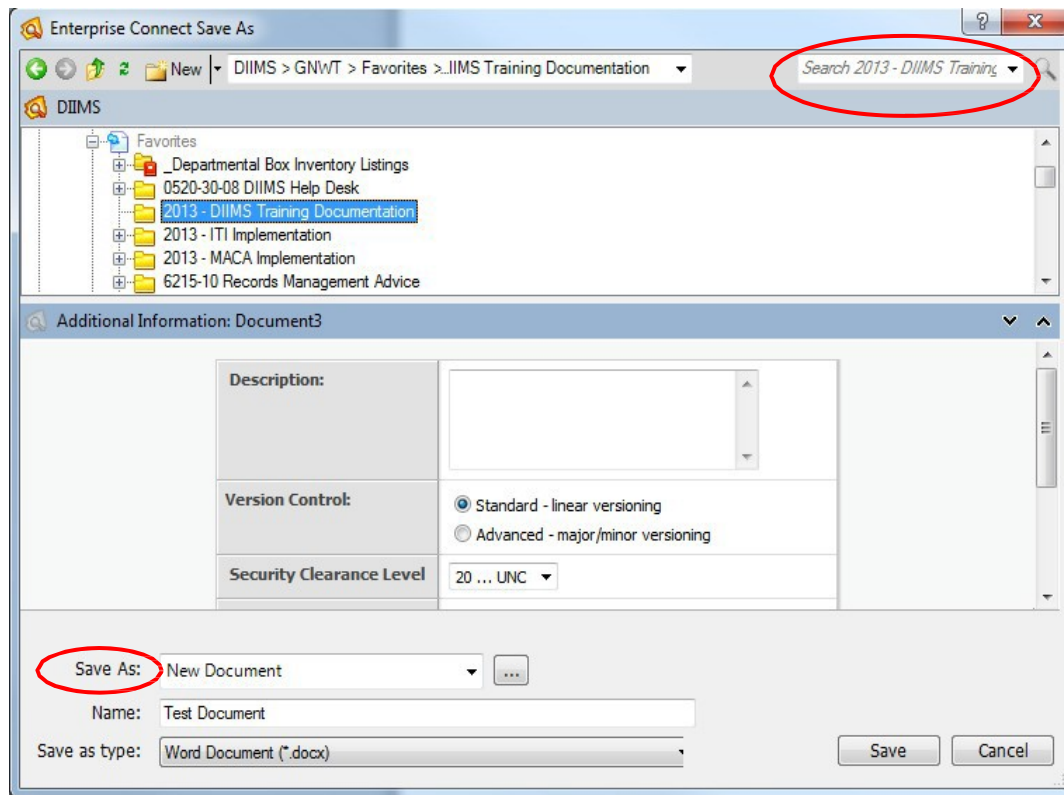 Enterprise Connect Save As
New DIIMS > GNWT > Favorites >..IIMS Training Documentation Search 2013 - DIIMS Training
DIIMS
Favorites
_Departmental Box Inventory Listings
0520-30-08 DIIMS Help Desk
2013 - DIIMS Training Documentation
2013 - ITI Implementation
2013 - MACA Implementation
6215-10 Records Management Advice
Additional Information: Document3
Description:
Version Control:
Standard - linear versioning
Advanced - major/minor versioning
Security Clearance Level 20 ... UNC
Save As: New Document ...
Name: Test Document
Save as type: Word Document (*.docx) Save Cancel